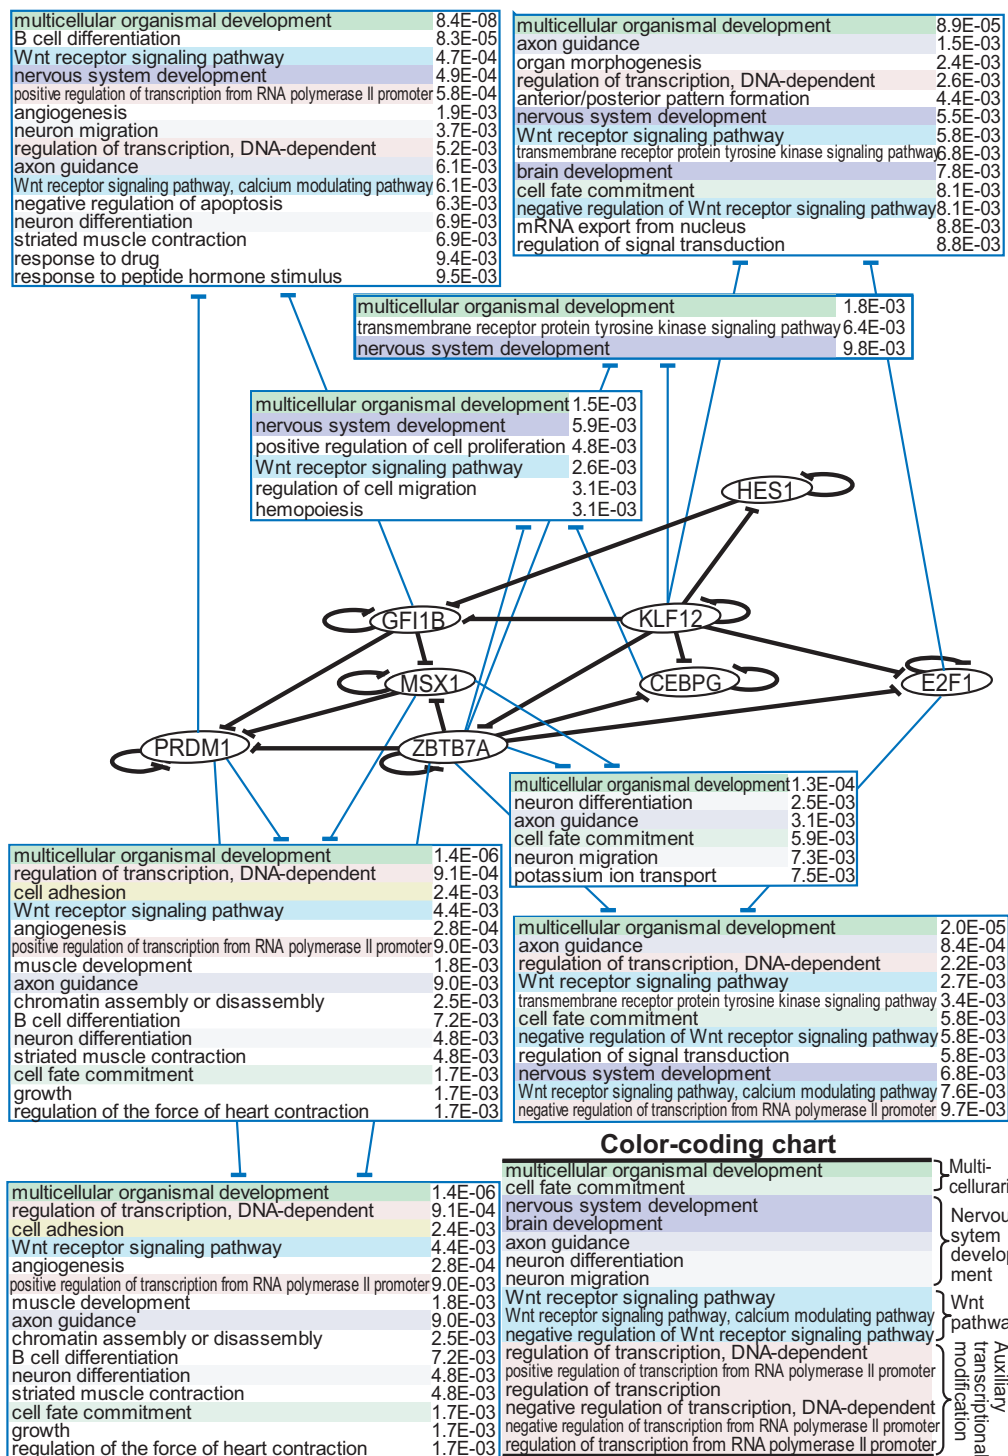 multicellular organismal development 8.4E-08
B cell differentiation 8.3E-05
Wnt receptor signaling pathway 4.7E-04
nervous system development 4.9E-04
positive regulation of transcription from RNA polymerase II promoter 5.8E-04
angiogenesis 1.9E-03
neuron migration 3.7E-03
regulation of transcription, DNA-dependent 5.2E-03
axon guidance 6.1E-03
Wnt receptor signaling pathway, calcium modulating pathway 6.1E-03
negative regulation of apoptosis 6.3E-03
neuron differentiation 6.9E-03
striated muscle contraction 6.9E-03
response to drug 9.4E-03
response to peptide hormone stimulus 9.5E-03
multicellular organismal development 8.9E-05
axon guidance 1.5E-03
organ morphogenesis 2.4E-03
regulation of transcription, DNA-dependent 2.6E-03
anterior/posterior pattern formation 4.4E-03
nervous system development 5.5E-03
Wnt receptor signaling pathway 5.8E-03
transmembrane receptor protein tyrosine kinase signaling pathway 6.8E-03
brain development 7.8E-03
cell fate commitment 8.1E-03
negative regulation of Wnt receptor signaling pathway 8.1E-03
mRNA export from nucleus 8.8E-03
regulation of signal transduction 8.8E-03
multicellular organismal development 1.8E-03
transmembrane receptor protein tyrosine kinase signaling pathway 6.4E-03
nervous system development 9.8E-03
multicellular organismal development 1.5E-03
nervous system development 5.9E-03
positive regulation of cell proliferation 4.8E-03
Wnt receptor signaling pathway 2.6E-03
regulation of cell migration 3.1E-03
hemopoiesis 3.1E-03
HES1
GFI1B
KLF12
MSX1
CEBPG
E2F1
PRDM1
ZBTB7A
multicellular organismal development 1.3E-04
neuron differentiation 2.5E-03
axon guidance 3.1E-03
cell fate commitment 5.9E-03
neuron migration 7.3E-03
potassium ion transport 7.5E-03
multicellular organismal development 1.4E-06
regulation of transcription, DNA-dependent 9.1E-04
cell adhesion 2.4E-03
Wnt receptor signaling pathway 4.4E-03
angiogenesis 2.8E-04
positive regulation of transcription from RNA polymerase II promoter 9.0E-03
muscle development 1.8E-03
axon guidance 9.0E-03
chromatin assembly or disassembly 2.5E-03
B cell differentiation 7.2E-03
neuron differentiation 4.8E-03
striated muscle contraction 4.8E-03
cell fate commitment 1.7E-03
growth 1.7E-03
regulation of the force of heart contraction 1.7E-03
multicellular organismal development 2.0E-05
axon guidance 8.4E-04
regulation of transcription, DNA-dependent 2.2E-03
Wnt receptor signaling pathway 2.7E-03
transmembrane receptor protein tyrosine kinase signaling pathway 3.4E-03
cell fate commitment 5.8E-03
negative regulation of Wnt receptor signaling pathway 5.8E-03
regulation of signal transduction 5.8E-03
nervous system development 6.8E-03
Wnt receptor signaling pathway, calcium modulating pathway 7.6E-03
negative regulation of transcription from RNA polymerase II promoter 9.7E-03
multicellular organismal development 1.4E-06
regulation of transcription, DNA-dependent 9.1E-04
cell adhesion 2.4E-03
Wnt receptor signaling pathway 4.4E-03
angiogenesis 2.8E-04
positive regulation of transcription from RNA polymerase II promoter 9.0E-03
muscle development 1.8E-03
axon guidance 9.0E-03
chromatin assembly or disassembly 2.5E-03
B cell differentiation 7.2E-03
neuron differentiation 4.8E-03
striated muscle contraction 4.8E-03
cell fate commitment 1.7E-03
growth 1.7E-03
regulation of the force of heart contraction 1.7E-03
Color-coding chart
multicellular organismal development
cell fate commitment
nervous system development
brain development
axon guidance
neuron differentiation
neuron migration
Wnt receptor signaling pathway
Wnt receptor signaling pathway, calcium modulating pathway
negative regulation of Wnt receptor signaling pathway
regulation of transcription, DNA-dependent
positive regulation of transcription from RNA polymerase II promoter
regulation of transcription
negative regulation of transcription, DNA-dependent
negative regulation of transcription from RNA polymerase II promoter
regulation of transcription from RNA polymerase II promoter
Multi-
cellurari
Nervou
sytem
develop
ment
Wnt
pathwa
Auxiliary
transcriptional
modification